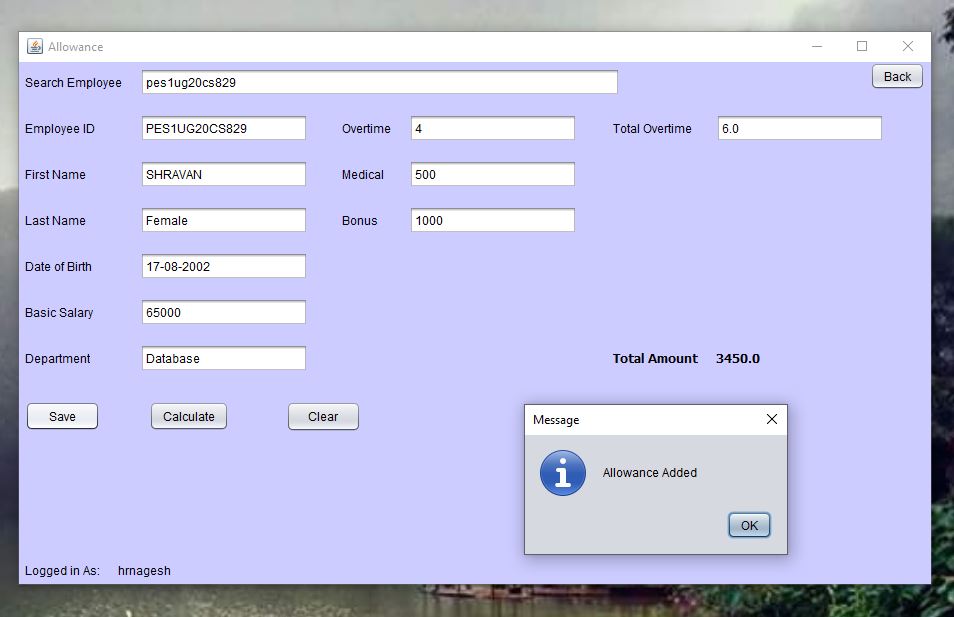 Allowance
Search Employee pes1ug20cs829 Back
Employee ID PES1UG20CS829 Overtime 4 Total Overtime 6.0
First Name SHRAVAN Medical 500
Last Name Female Bonus 1000
Date of Birth 17-08-2002
Basic Salary 65000
Department Database Total Amount 3450.0
Save Calculate Clear
Message
Allowance Added
OK
Logged in As: hrnagesh